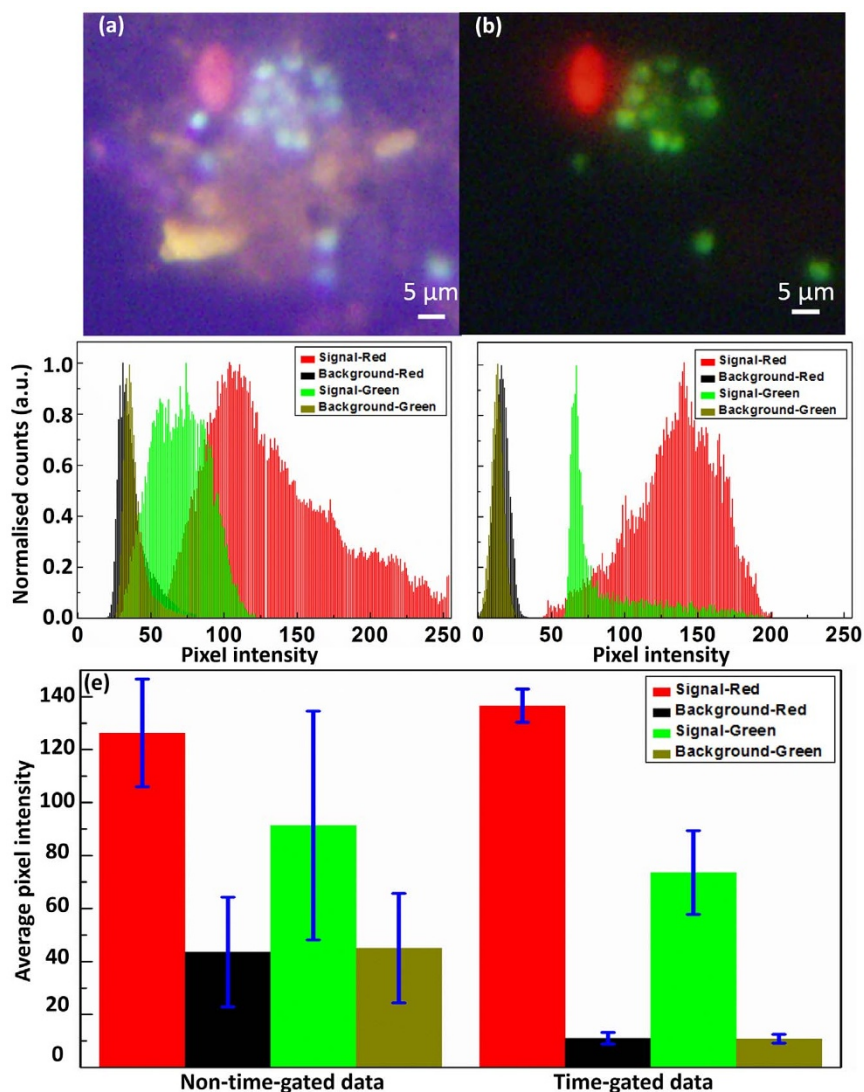 (a)
(b)
5 µm
5 µm
Normalised counts (a.u.)
1.0
0.8
0.6
0.4
0.2
0.0
Signal-Red
Background-Red
Signal-Green
Background-Green
0 50 100 150 200 250
Pixel intensity
Signal-Red
Background-Red
Signal-Green
Background-Green
0 50 100 150 200 250
Pixel intensity
(e)
Average pixel intensity
140
120
100
80
60
40
20
0
Signal-Red
Background-Red
Signal-Green
Background-Green
Non-time-gated data
Time-gated data